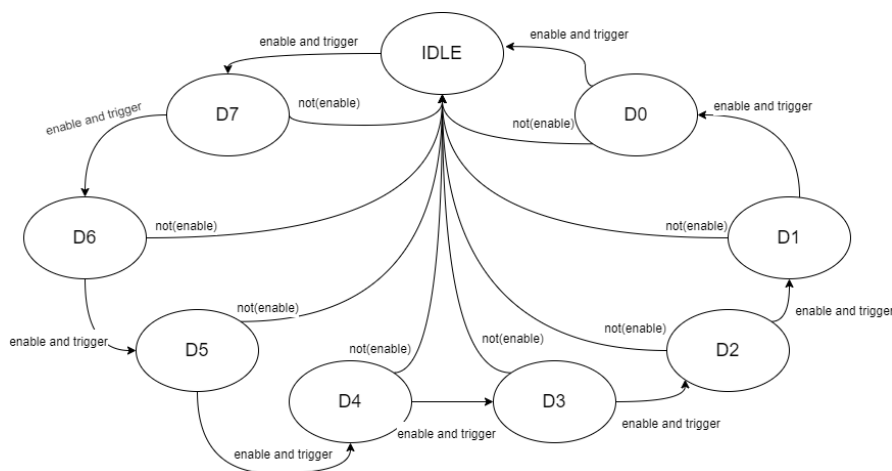 enable and trigger
IDLE
enable and trigger
D7
not(enable)
enable and trigger
D0
not(enable)
enable and trigger
D6
not(enable)
not(enable)
D1
enable and trigger
D5
not(enable)
not(enable)
not(enable)
not(enable)
D2
enable and trigger
D4
D3
enable and trigger
enable and trigger
enable and trigger